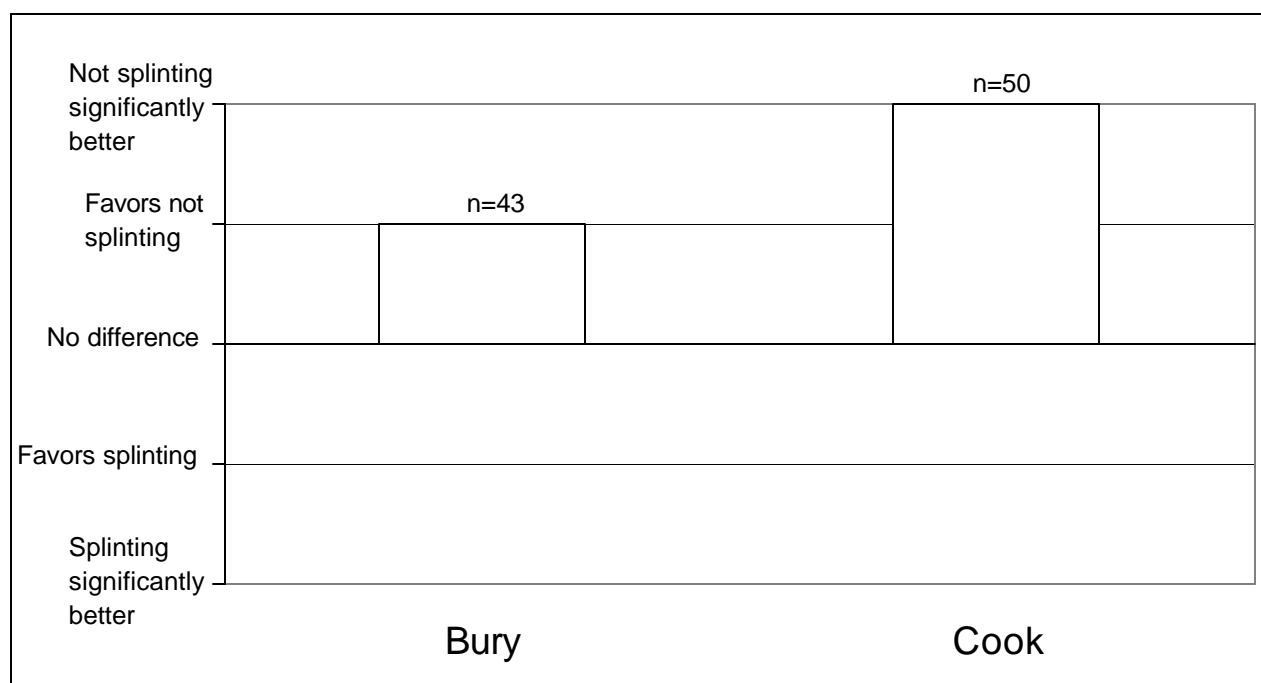 Not splinting
significantly
better
n=50
Favors not
splinting
n=43
No difference
Favors splinting
Splinting
significantly
better
Bury
Cook